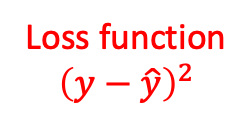 Loss function
(𝑦 − ŷ)²